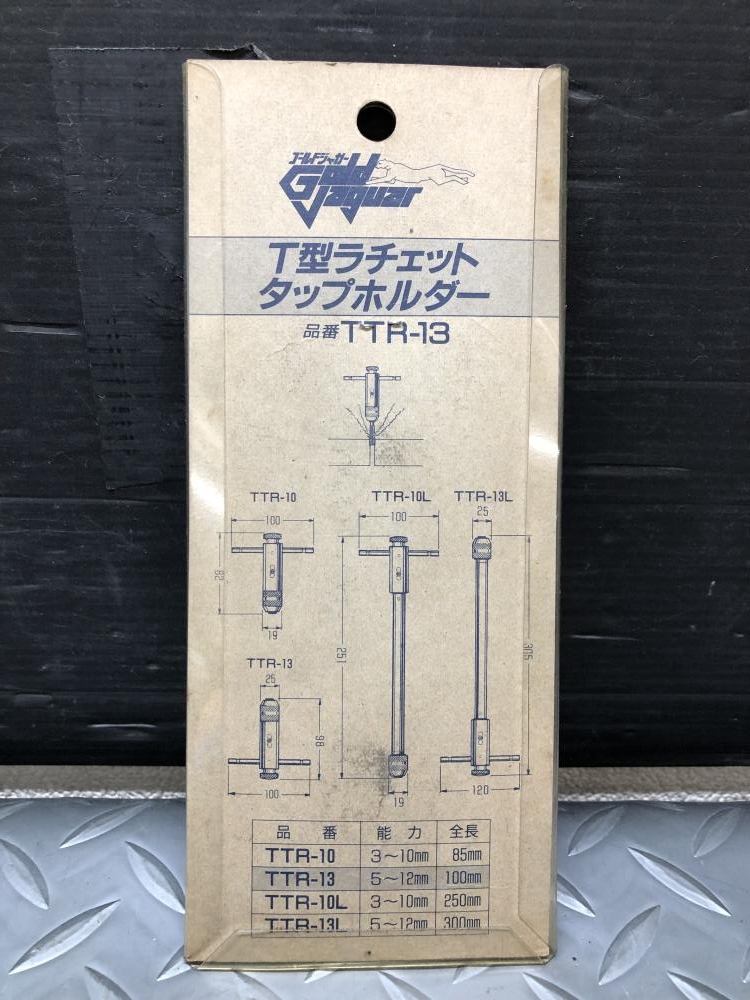 ゴールドジャガー
Gold
Jaguar
T型ラチェット
タップホルダー
品番TTR-13
TTR-10
100
82
19
TTR-10L
100
251
19
TTR-13L
25
305
120
TTR-13
25
98
100
品番 能力 全長
TTR-10 3〜10mm 85mm
TTR-13 5〜12mm 100mm
TTR-10L 3〜10mm 250mm
TTR-13L 5〜12mm 300mm